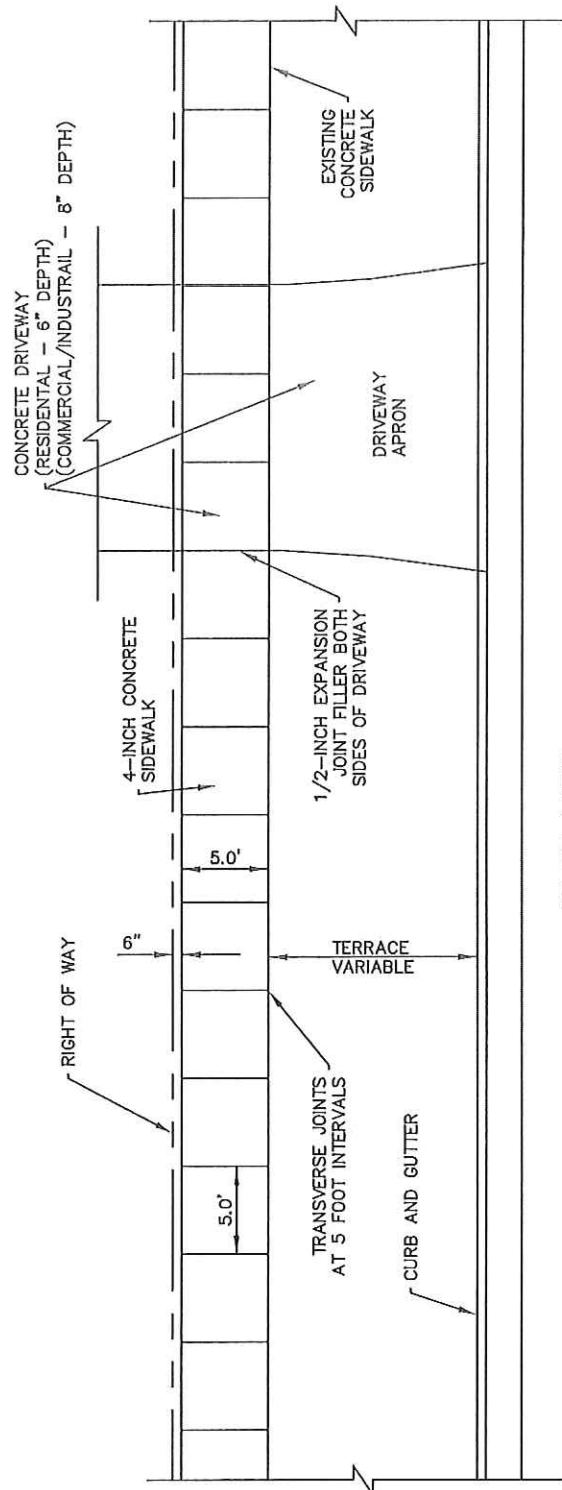 CONCRETE DRIVEWAY
(RESIDENTAL – 6" DEPTH)
(COMMERCIAL/INDUSTRAIL – 8" DEPTH)
4–INCH CONCRETE
SIDEWALK
RIGHT OF WAY
6"
5.0'
5.0'
EXISTING
CONCRETE
SIDEWALK
DRIVEWAY
APRON
1/2–INCH EXPANSION
JOINT FILLER BOTH
SIDES OF DRIVEWAY
TERRACE
VARIABLE
TRANSVERSE JOINTS
AT 5 FOOT INTERVALS
CURB AND GUTTER